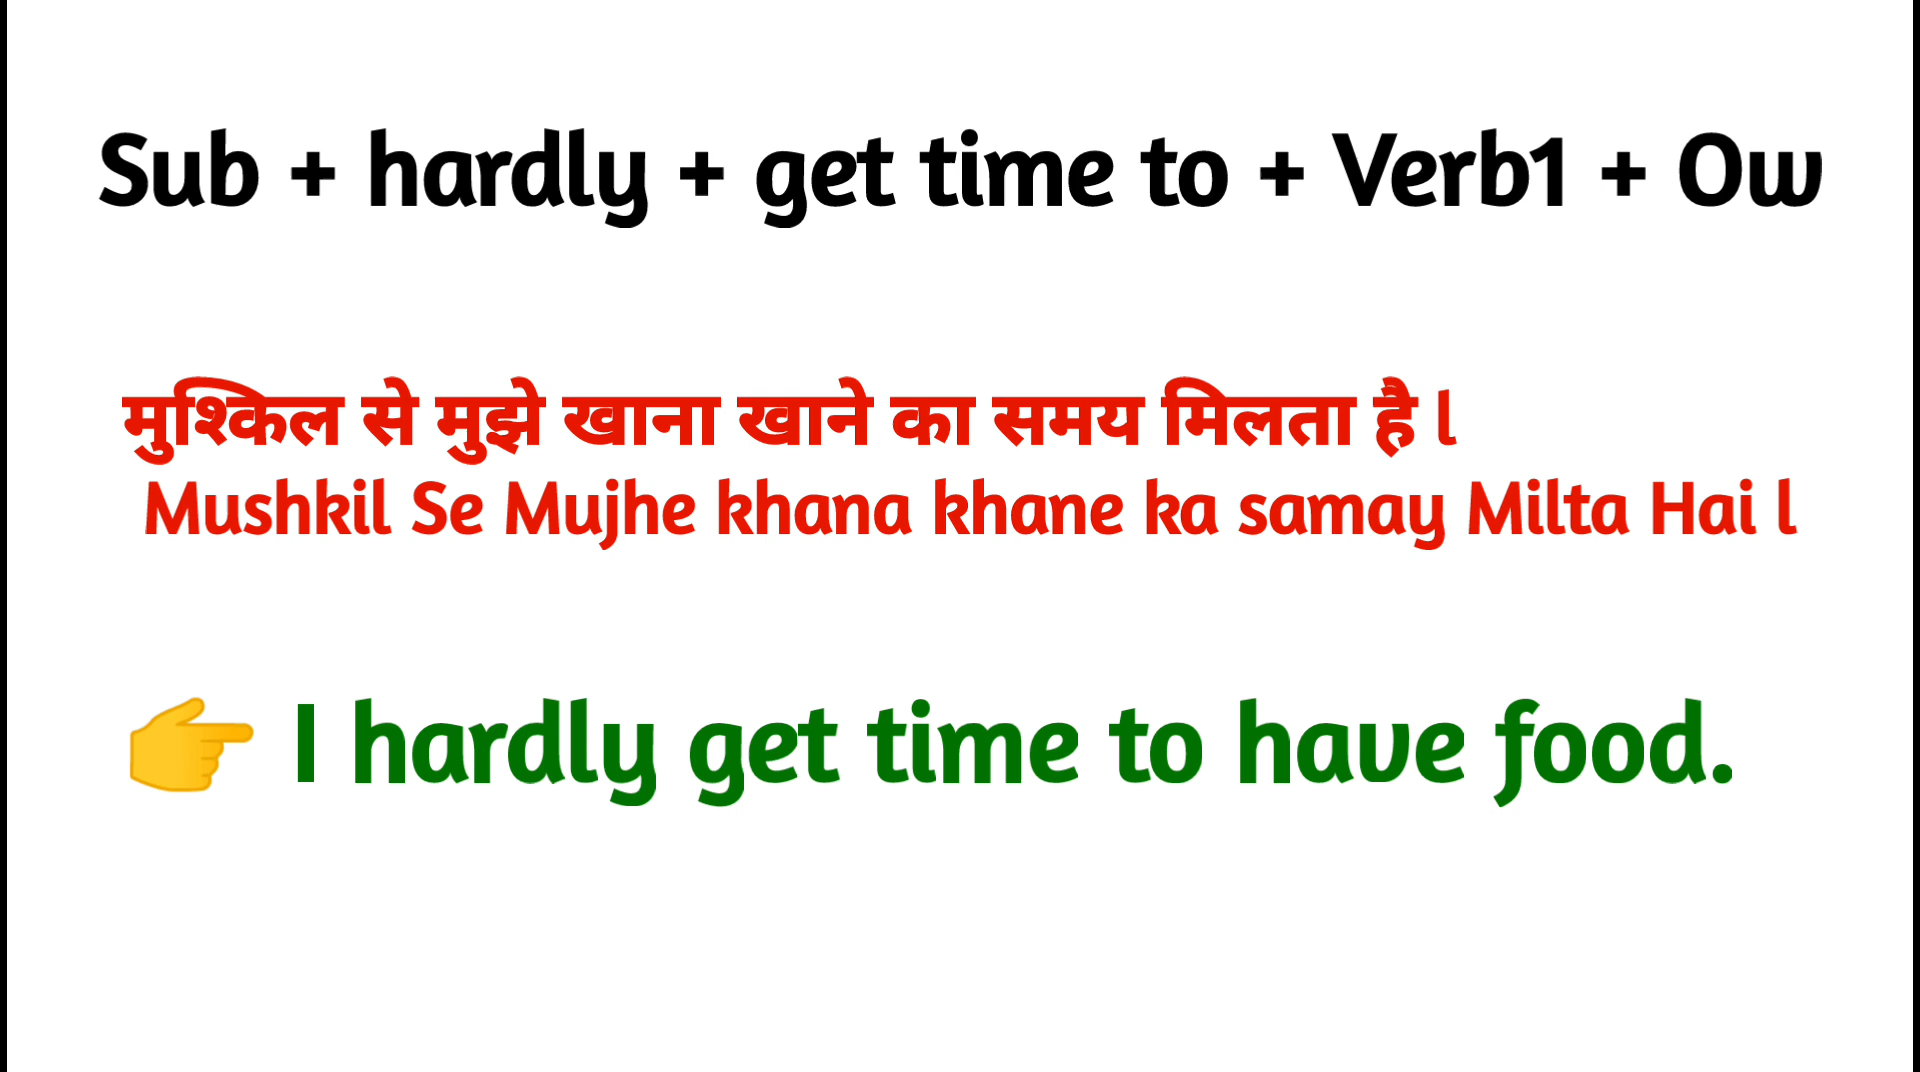 Sub + hardly + get time to + Verb1 + Ow
मुश्किल से मुझे खाना खाने का समय मिलता है l
Mushkil Se Mujhe khana khane ka samay Milta Hai l
👉 I hardly get time to have food.